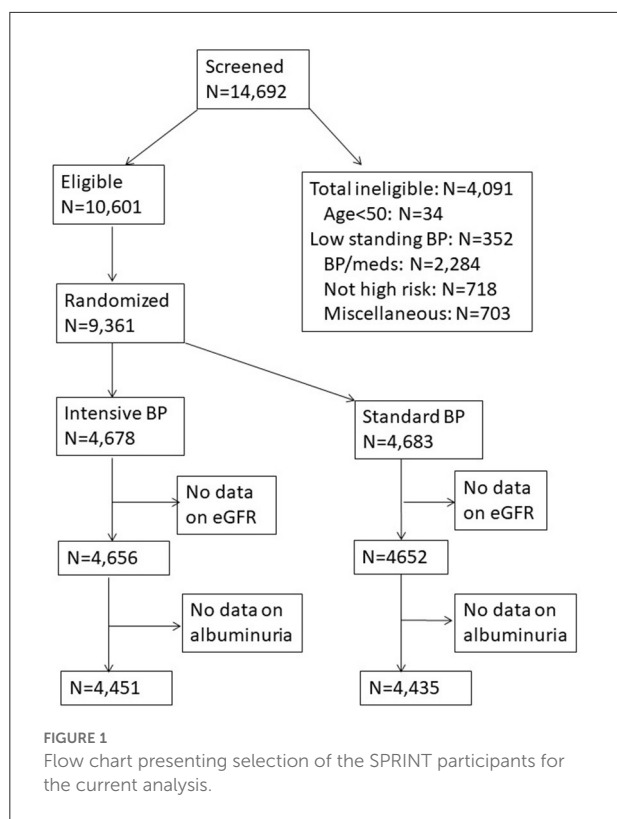 Screened
N=14,692
Eligible
N=10,601
Total ineligible: N=4,091
Age<50: N=34
Low standing BP: N=352
BP/meds: N=2,284
Not high risk: N=718
Miscellaneous: N=703
Randomized
N=9,361
Intensive BP
N=4,678
Standard BP
N=4,683
No data
on eGFR
No data
on eGFR
N=4,656
N=4652
No data on
albuminuria
No data on
albuminuria
N=4,451
N=4,435
FIGURE 1
Flow chart presenting selection of the SPRINT participants for
the current analysis.